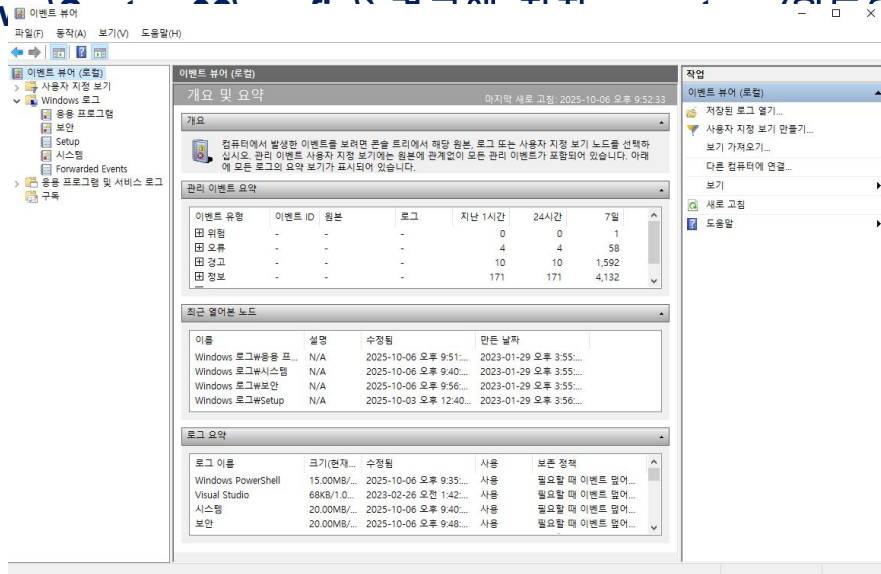 이벤트 뷰어
파일(F) 동작(A) 보기(V) 도움말(H)
이벤트 뷰어 (로컬)
사용자 지정 보기
Windows 로그
응용 프로그램
보안
Setup
시스템
Forwarded Events
응용 프로그램 및 서비스 로그
구독
이벤트 뷰어 (로컬)
개요 및 요약
마지막 새로 고침: 2025-10-06 오후 9:52:33
개요
컴퓨터에서 발생한 이벤트를 보려면 콘솔 트리에서 해당 원본, 로그 또는 사용자 지정 보기 노드를 선택하
십시오. 관리 이벤트 사용자 지정 보기에는 원본에 관계없이 모든 관리 이벤트가 포함되어 있습니다. 아래
에 모든 로그의 요약 보기가 표시되어 있습니다.
관리 이벤트 요약
이벤트 유형 이벤트 ID 원본 로그 지난 1시간 24시간 7일
위험 - - - 0 0 1
오류 - - - 4 4 58
경고 - - - 10 10 1,592
정보 - - - 171 171 4,132
최근 열어본 노드
이름 설명 수정됨 만든 날짜
Windows 로그₩응용 프... N/A 2025-10-06 오후 9:51:... 2023-01-29 오후 3:55:...
Windows 로그₩시스템 N/A 2025-10-06 오후 9:40:... 2023-01-29 오후 3:55:...
Windows 로그₩보안 N/A 2025-10-06 오후 9:56:... 2023-01-29 오후 3:55:...
Windows 로그₩Setup N/A 2025-10-03 오후 12:40... 2023-01-29 오후 3:56:...
로그 요약
로그 이름 크기(현재... 수정됨 사용 보존 정책
Windows PowerShell 15.00MB/... 2025-10-06 오후 9:35:... 사용 필요할 때 이벤트 덮어...
Visual Studio 68KB/1.0... 2023-02-26 오전 1:42:... 사용 필요할 때 이벤트 덮어...
시스템 20.00MB/... 2025-10-06 오후 9:40:... 사용 필요할 때 이벤트 덮어...
보안 20.00MB/... 2025-10-06 오후 9:48:... 사용 필요할 때 이벤트 덮어...
작업
이벤트 뷰어 (로컬)
저장된 로그 열기...
사용자 지정 보기 만들기...
보기 가져오기...
다른 컴퓨터에 연결...
보기
새로 고침
도움말